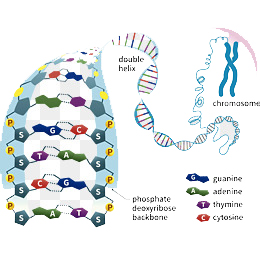 double
helix
chromosome
P
S G C S
P P
S T A S
P P
S C G S
P P
S A T S
phosphate
deoxyribose
backbone
guanine
G
adenine
A
thymine
T
cytosine
C